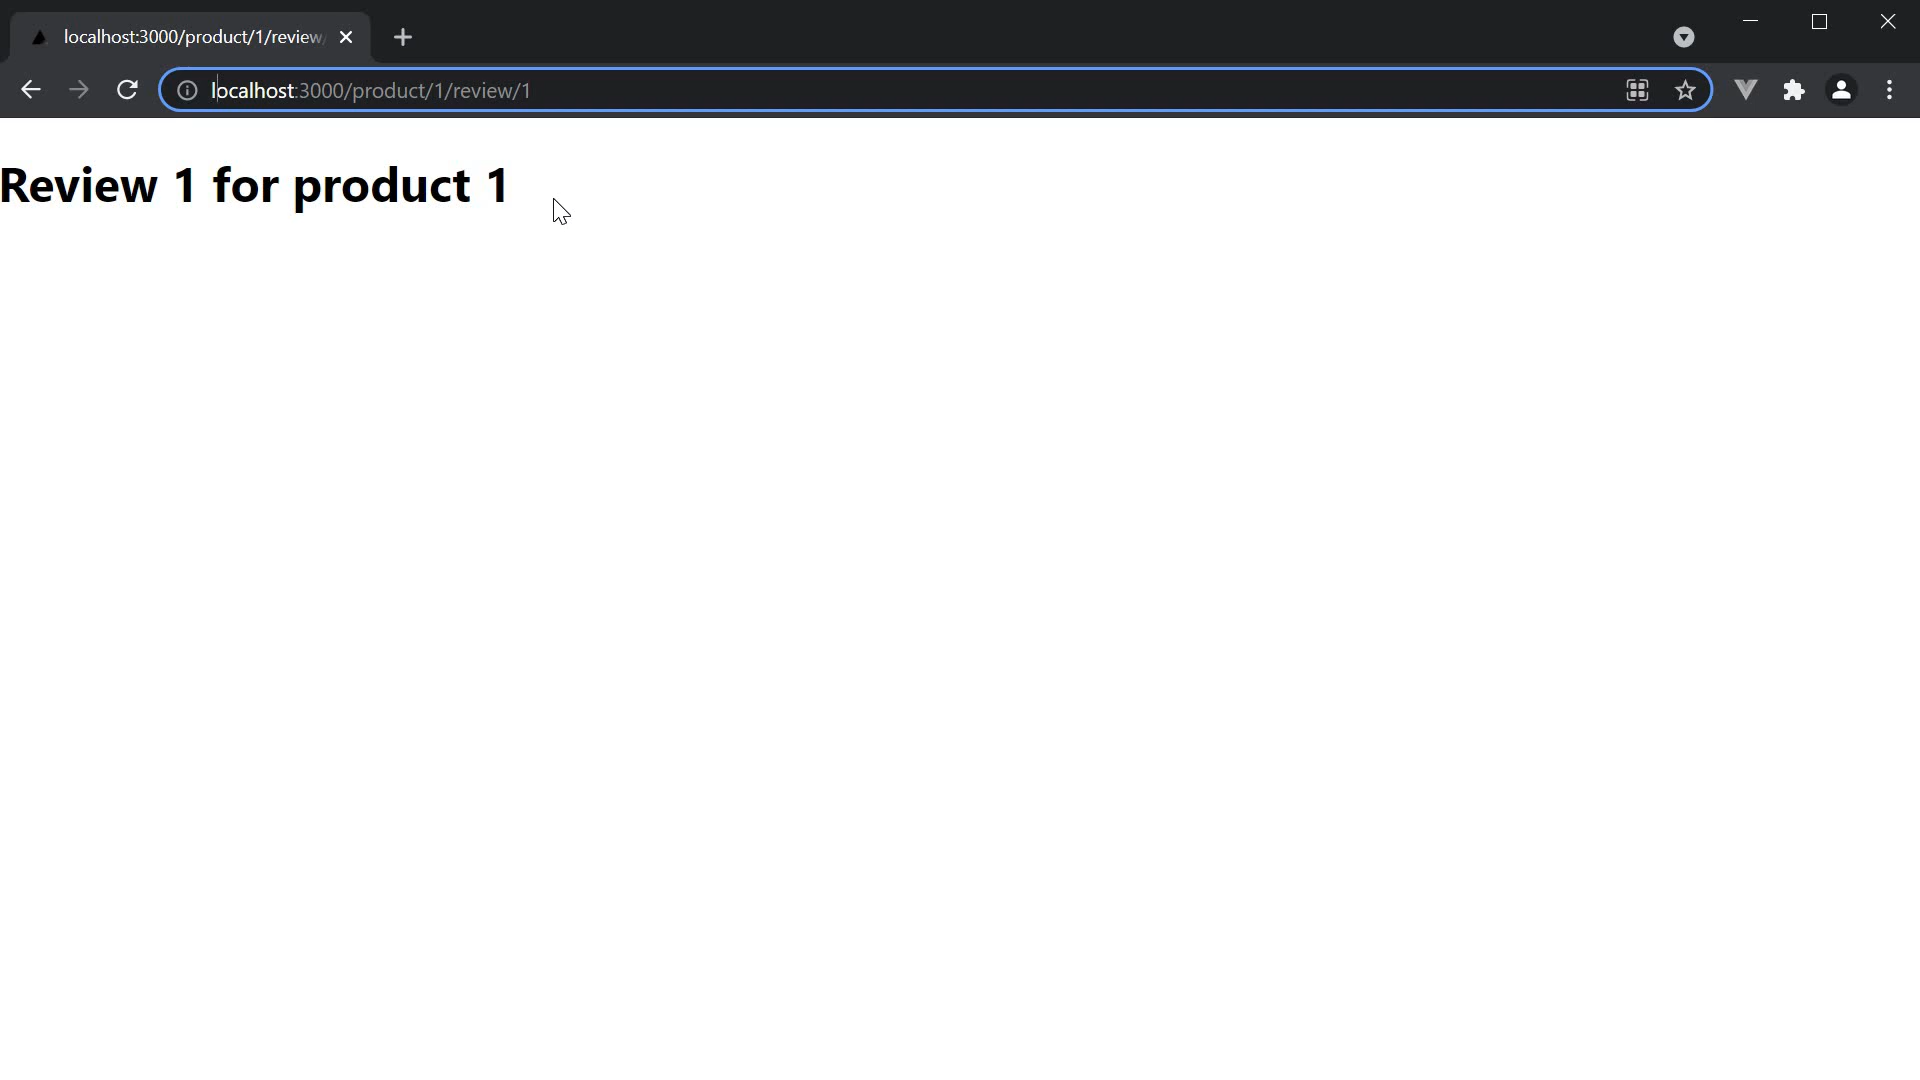 localhost:3000/product/1/review/
localhost:3000/product/1/review/1
Review 1 for product 1